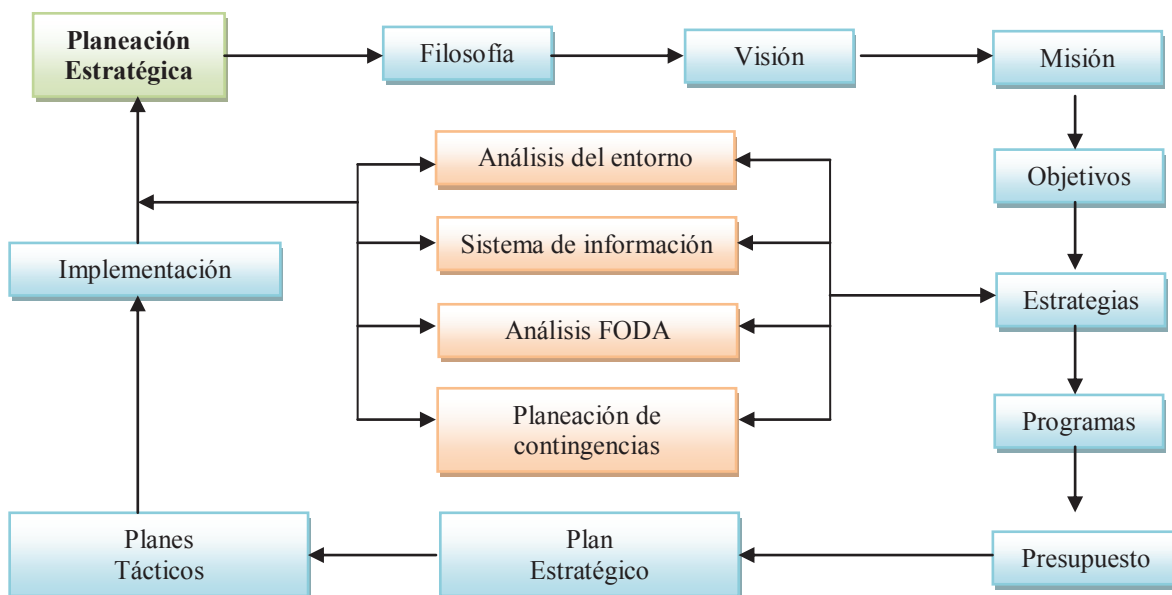 Planeación
Estratégica
Filosofía
Visión
Misión
Análisis del entorno
Objetivos
Sistema de información
Implementación
Estrategias
Análisis FODA
Planeación de
contingencias
Programas
Planes
Tácticos
Plan
Estratégico
Presupuesto